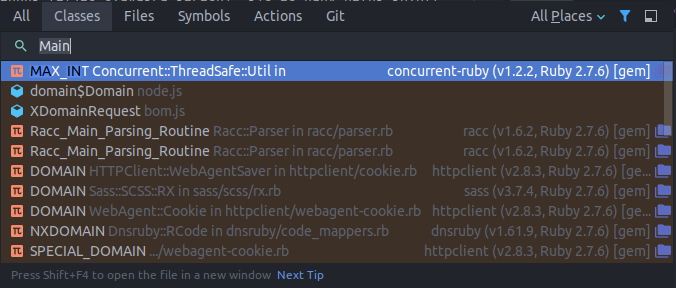 All Classes Files Symbols Actions Git All Places
Main
MAX_INT Concurrent::ThreadSafe::Util in concurrent-ruby (v1.2.2, Ruby 2.7.6) [gem]
domain$Domain node.js
XDomainRequest bom.js
Racc_Main_Parsing_Routine Racc::Parser in racc/parser.rb racc (v1.6.2, Ruby 2.7.6) [gem]
Racc_Main_Parsing_Routine Racc::Parser in racc/parser.rb racc (v1.6.2, Ruby 2.7.6) [gem]
DOMAIN HTTPClient::WebAgentSaver in httpclient/cookie.rb httpclient (v2.8.3, Ruby 2.7.6) [ge...
DOMAIN Sass::SCSS::RX in sass/scss/rx.rb sass (v3.7.4, Ruby 2.7.6) [gem]
DOMAIN WebAgent::Cookie in httpclient/webagent-cookie.rb httpclient (v2.8.3, Ruby 2.7.6) [ge...
NXDOMAIN Dnsruby::RCode in dnsruby/code_mappers.rb dnsruby (v1.61.9, Ruby 2.7.6) [gem]
SPECIAL_DOMAIN .../webagent-cookie.rb httpclient (v2.8.3, Ruby 2.7.6) [gem]
Press Shift+F4 to open the file in a new window Next Tip